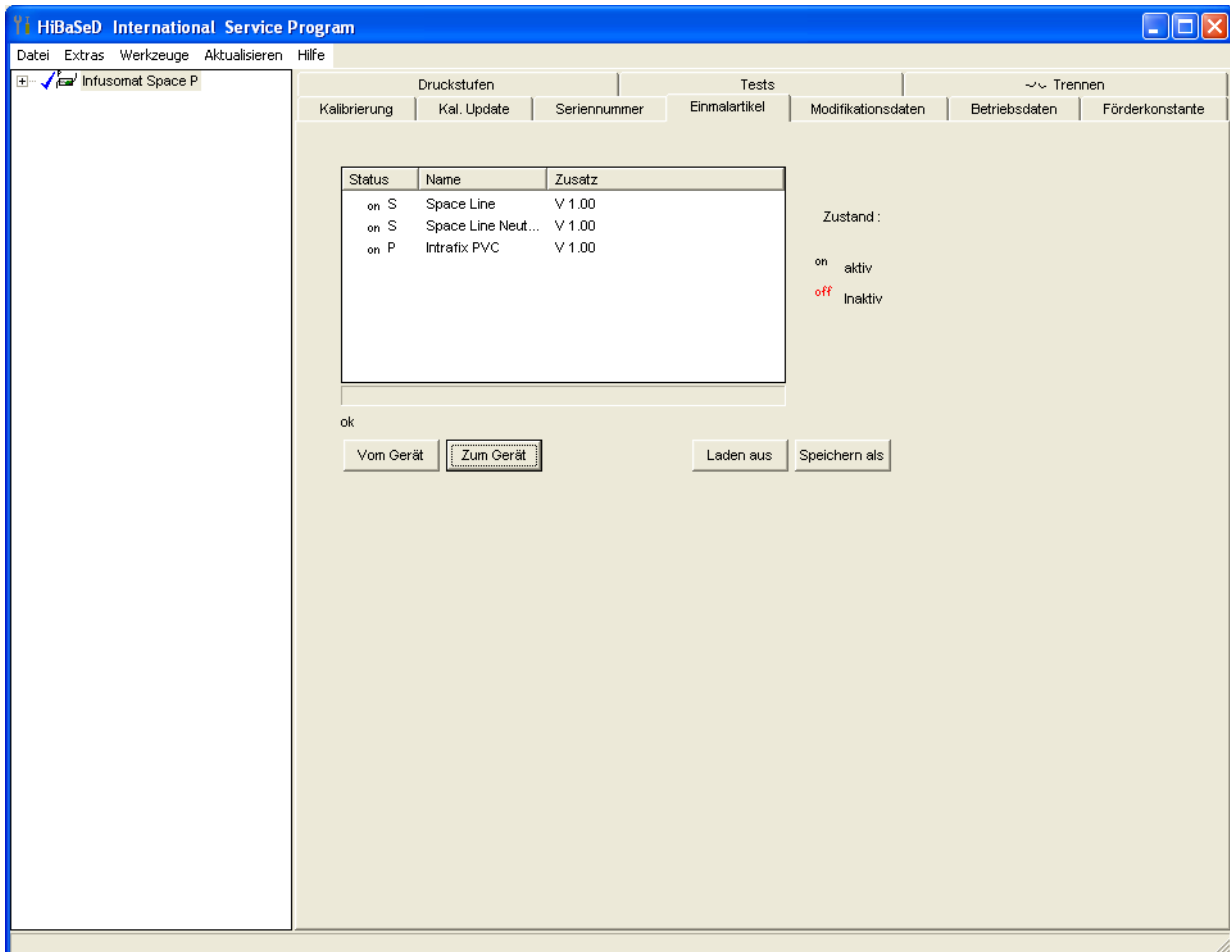 HiBaSeD International Service Program
Datei Extras Werkzeuge Aktualisieren Hilfe
Infusomat Space P
Druckstufen Tests Trennen
Kalibrierung Kal. Update Seriennummer Einmalartikel Modifikationsdaten Betriebsdaten Förderkonstante
Status Name Zusatz
on S Space Line V 1.00
on S Space Line Neut... V 1.00
on P Intrafix PVC V 1.00
Zustand :
on aktiv
off Inaktiv
ok
Vom Gerät Zum Gerät Laden aus Speichern als